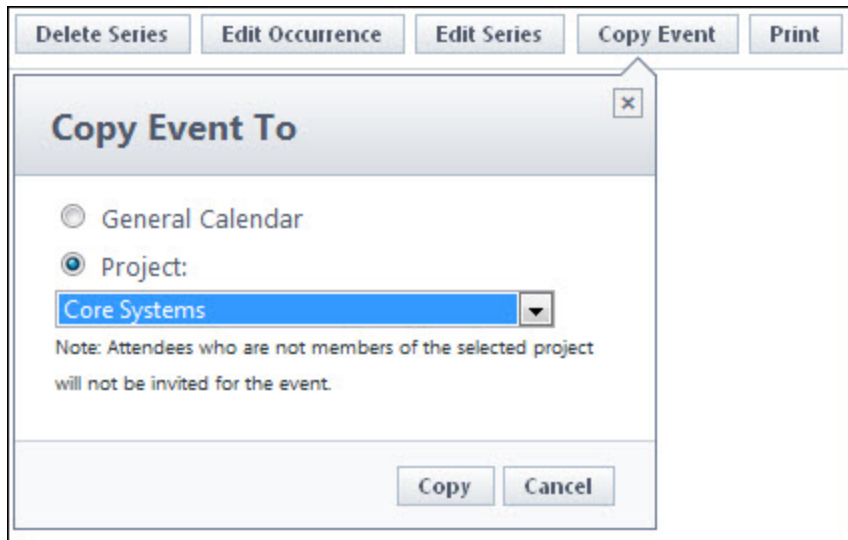 Delete Series Edit Occurrence Edit Series Copy Event Print
Copy Event To
General Calendar
Project:
Core Systems
Note: Attendees who are not members of the selected project
will not be invited for the event.
Copy Cancel